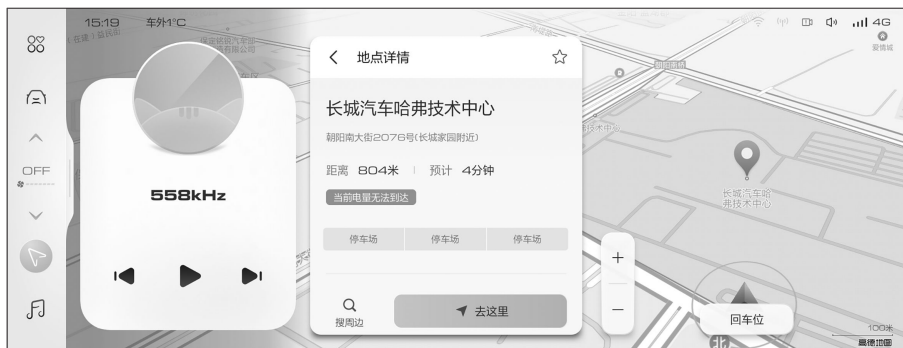 15:19
车外1℃
4G
爱情城
OFF
558kHz
地点详情
长城汽车哈弗技术中心
朝阳南大街2076号(长城家园附近)
距离 804米 | 预计 4分钟
当前电量无法到达
停车场 停车场 停车场
搜周边
去这里
长城汽车哈
弗技术中心
+
−
回车位
北
100米
高德地图